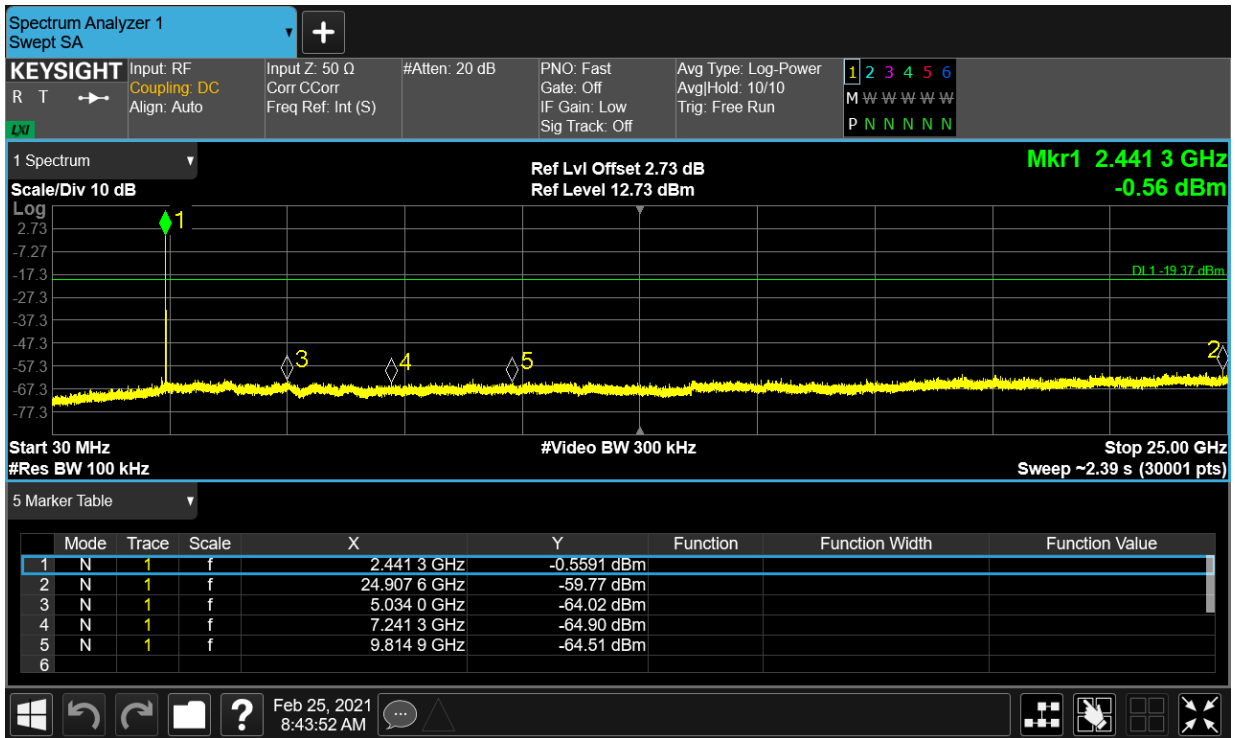 Spectrum Analyzer 1
Swept SA
+
KEYSIGHT
R T
LXI
Input: RF
Coupling: DC
Align: Auto
Input Z: 50 Ω
Corr CCorr
Freq Ref: Int (S)
#Atten: 20 dB
PNO: Fast
Gate: Off
IF Gain: Low
Sig Track: Off
Avg Type: Log-Power
Avg|Hold: 10/10
Trig: Free Run
1 2 3 4 5 6
M W W W W W
P N N N N N
1 Spectrum
Scale/Div 10 dB
Ref Lvl Offset 2.73 dB
Ref Level 12.73 dBm
Mkr1 2.441 3 GHz
-0.56 dBm
Log
2.73
-7.27
-17.3
-27.3
-37.3
-47.3
-57.3
-67.3
-77.3
1
DL1 -19.37 dBm
3
4
5
2
Start 30 MHz
#Video BW 300 kHz
Stop 25.00 GHz
#Res BW 100 kHz
Sweep ~2.39 s (30001 pts)
5 Marker Table
Mode Trace Scale X Y Function Function Width Function Value
1 N 1 f 2.441 3 GHz -0.5591 dBm
2 N 1 f 24.907 6 GHz -59.77 dBm
3 N 1 f 5.034 0 GHz -64.02 dBm
4 N 1 f 7.241 3 GHz -64.90 dBm
5 N 1 f 9.814 9 GHz -64.51 dBm
6
?
Feb 25, 2021
8:43:52 AM